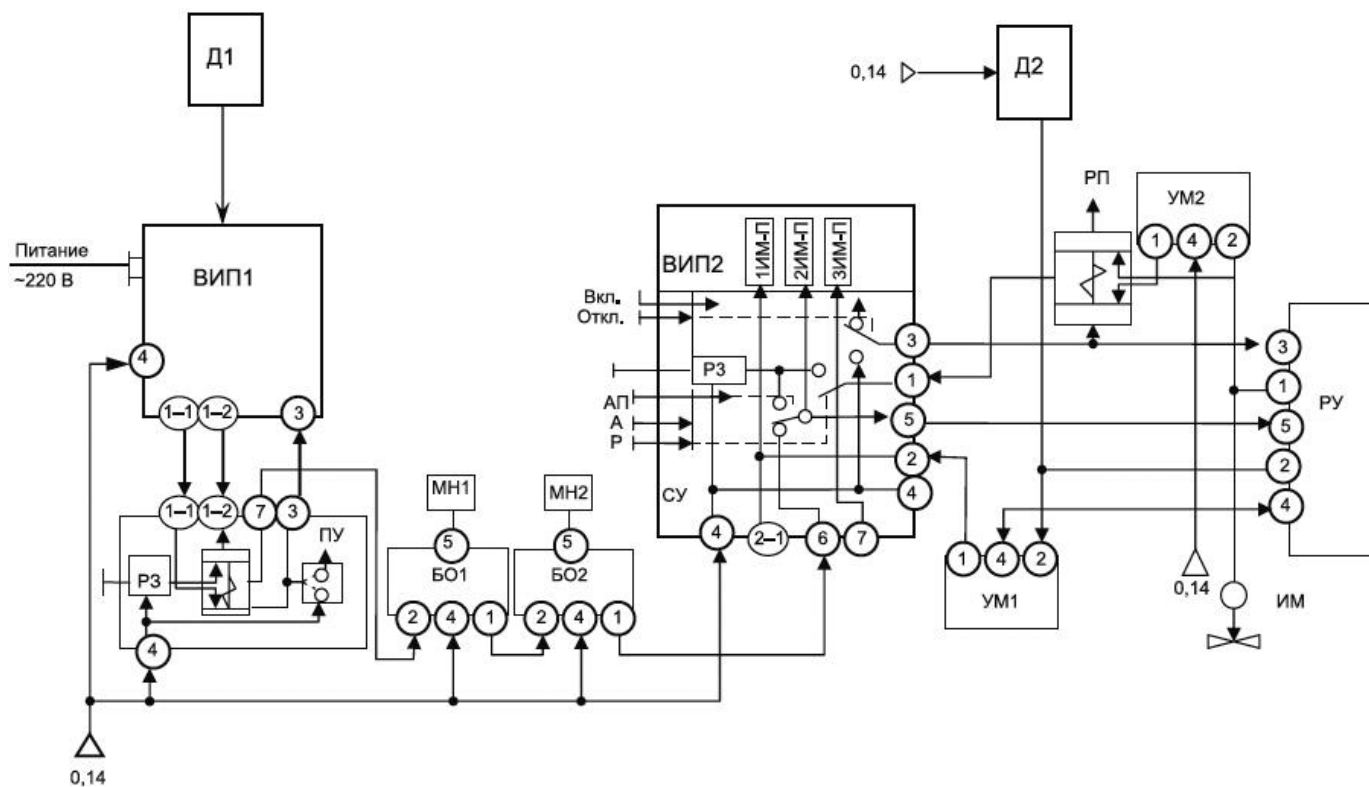 Д1
Д2
0,14
РП
УМ2
1 4 2
Питание
~220 В
ВИП1
4
1–1 1–2 3
ВИП2
1ИМ-П
2ИМ-П
3ИМ-П
Вкл.
Откл.
РЗ
АП
А
Р
СУ
3
1
5
2
4
4 2–1 6 7
3
1
5
2
4
РУ
1–1 1–2 7 3
РЗ
ПУ
4
МН1
МН2
5
5
БО1
БО2
2 4 1 2 4 1
1 4 2
УМ1
0,14
ИМ
0,14